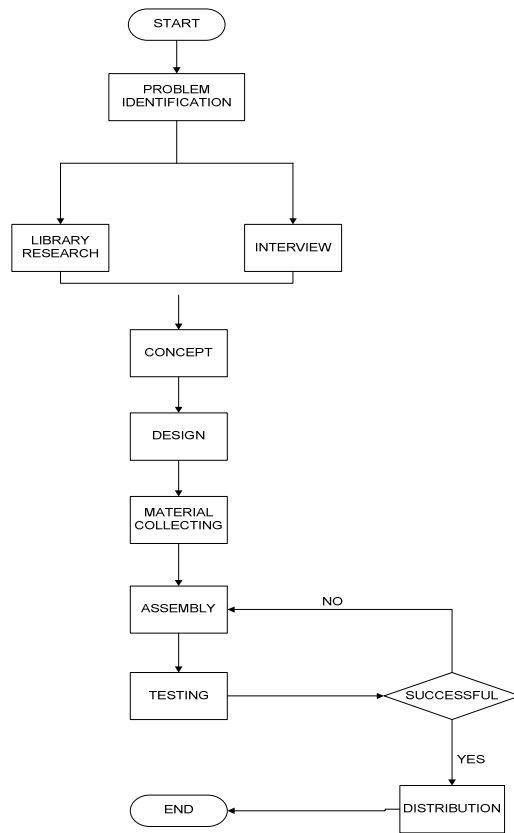 START
PROBLEM
IDENTIFICATION
LIBRARY
RESEARCH
INTERVIEW
CONCEPT
DESIGN
MATERIAL
COLLECTING
ASSEMBLY
NO
TESTING
SUCCESSFUL
YES
DISTRIBUTION
END